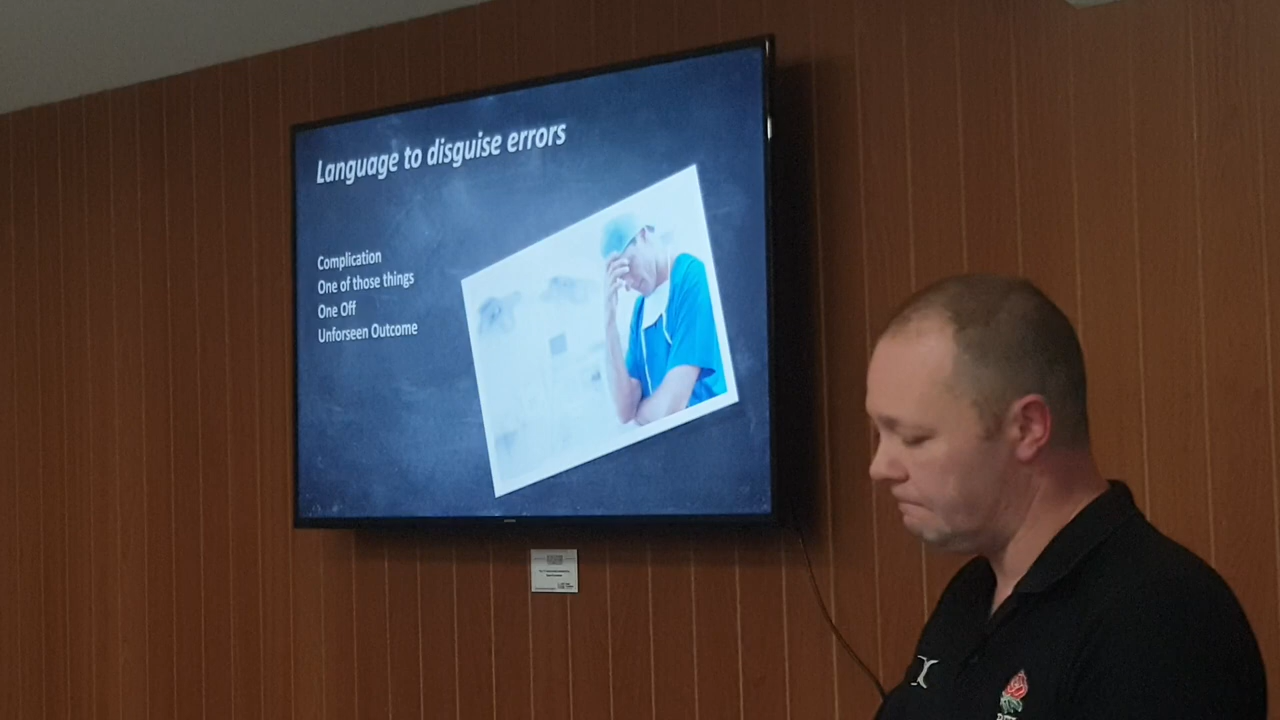 Language to disguise errors
Complication
One of those things
One Off
Unforseen Outcome